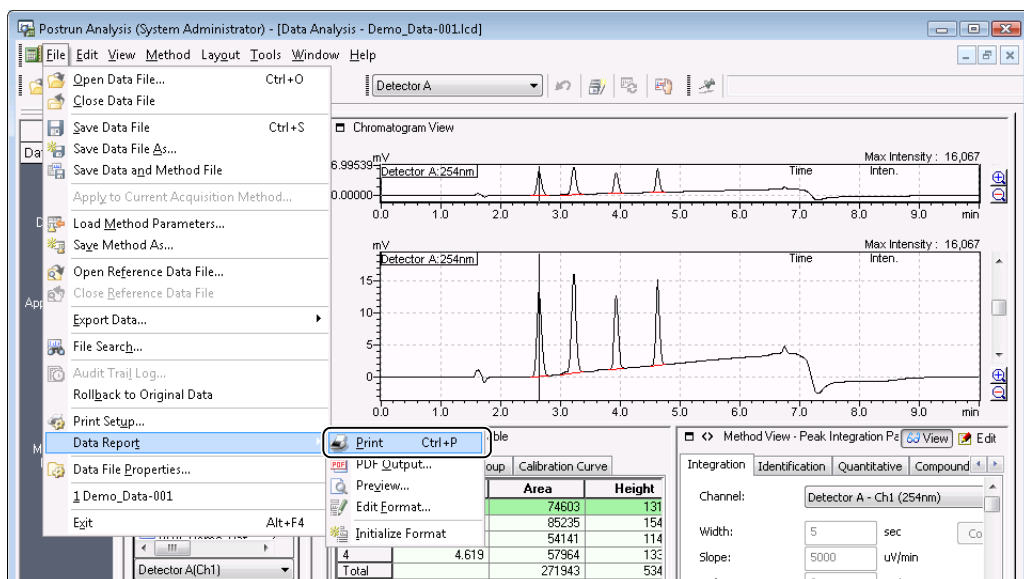 Postrun Analysis (System Administrator) - [Data Analysis - Demo_Data-001.lcd]
File Edit View Method Layout Tools Window Help
Open Data File... Ctrl+O
Close Data File
Save Data File Ctrl+S
Save Data File As...
Save Data and Method File
Apply to Current Acquisition Method...
Load Method Parameters...
Save Method As...
Open Reference Data File...
Close Reference Data File
Export Data...
File Search...
Audit Trail Log...
Rollback to Original Data
Print Setup...
Data Report
Data File Properties...
1 Demo_Data-001
Exit Alt+F4
Print Ctrl+P
PDF Output...
Preview...
Edit Format...
Initialize Format
Detector A
Chromatogram View
mV Max Intensity : 16,067
6.99539 Detector A:254nm Time Inten.
0.00000
0.0 1.0 2.0 3.0 4.0 5.0 6.0 7.0 8.0 9.0 min
mV Max Intensity : 16,067
Detector A:254nm Time Inten.
15
10
5
0
0.0 1.0 2.0 3.0 4.0 5.0 6.0 7.0 8.0 9.0 min
ble
oup Calibration Curve
Area Height
74603 131
85235 154
54141 114
4 4.619 57964 133
Total 271943 534
Detector A(Ch1)
Method View - Peak Integration Pa View Edit
Integration Identification Quantitative Compound
Channel: Detector A - Ch1 (254nm)
Width: 5 sec Co
Slope: 5000 uV/min